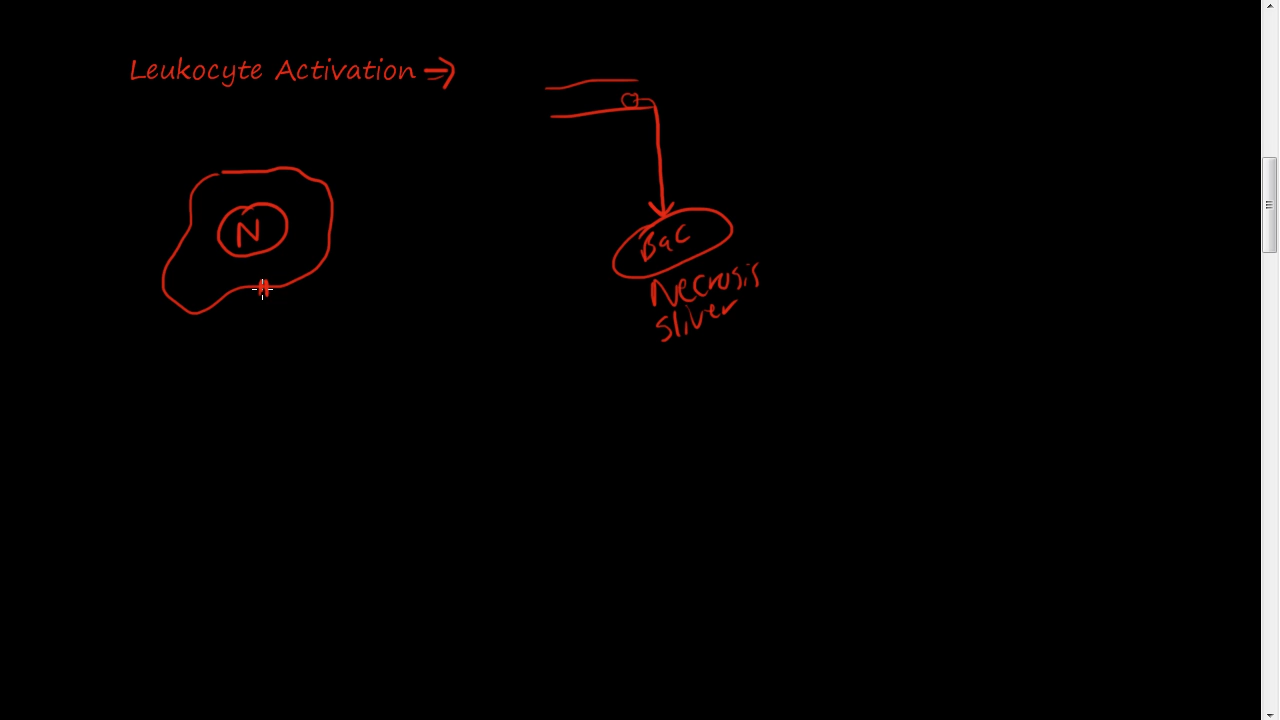 Leukocyte Activation ⇒
N
Bac
Necrosis
sliver